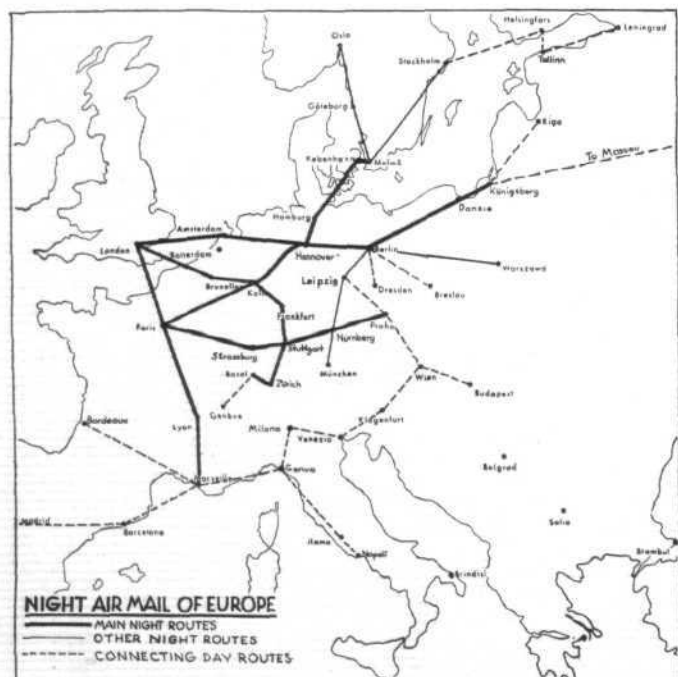 Helsingfors
Leningrad
Oslo
Stockholm
Tallinn
Göteborg
Riga
To Moscow
København Malmö
Königsberg
Danzig
Hamburg
Amsterdam
London
Rotterdam
Hannover
Berlin
Warszawa
Leipzig
Bruxelles
Köln
Dresden
Breslau
Frankfurt
Paris
Praha
Strassburg
Stuttgart
Nürnberg
Basel
Zürich
München
Wien
Budapest
Genève
Bordeaux
Lyon
Milano
Venezia
Klagenfurt
Marseille
Genova
Belgrad
Madrid
Barcelona
Sofia
Roma
Napoli
Brindisi
NIGHT AIR MAIL OF EUROPE
MAIN NIGHT ROUTES
OTHER NIGHT ROUTES
CONNECTING DAY ROUTES